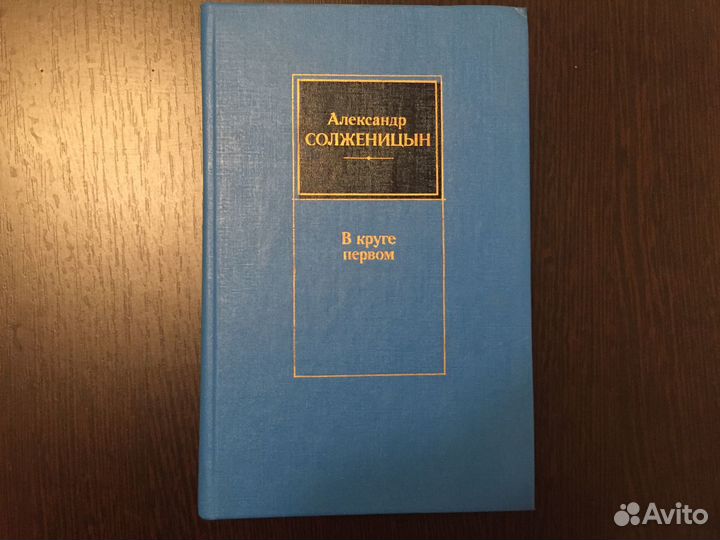 Александр
СОЛЖЕНИЦЫН
В круге
первом
Avito